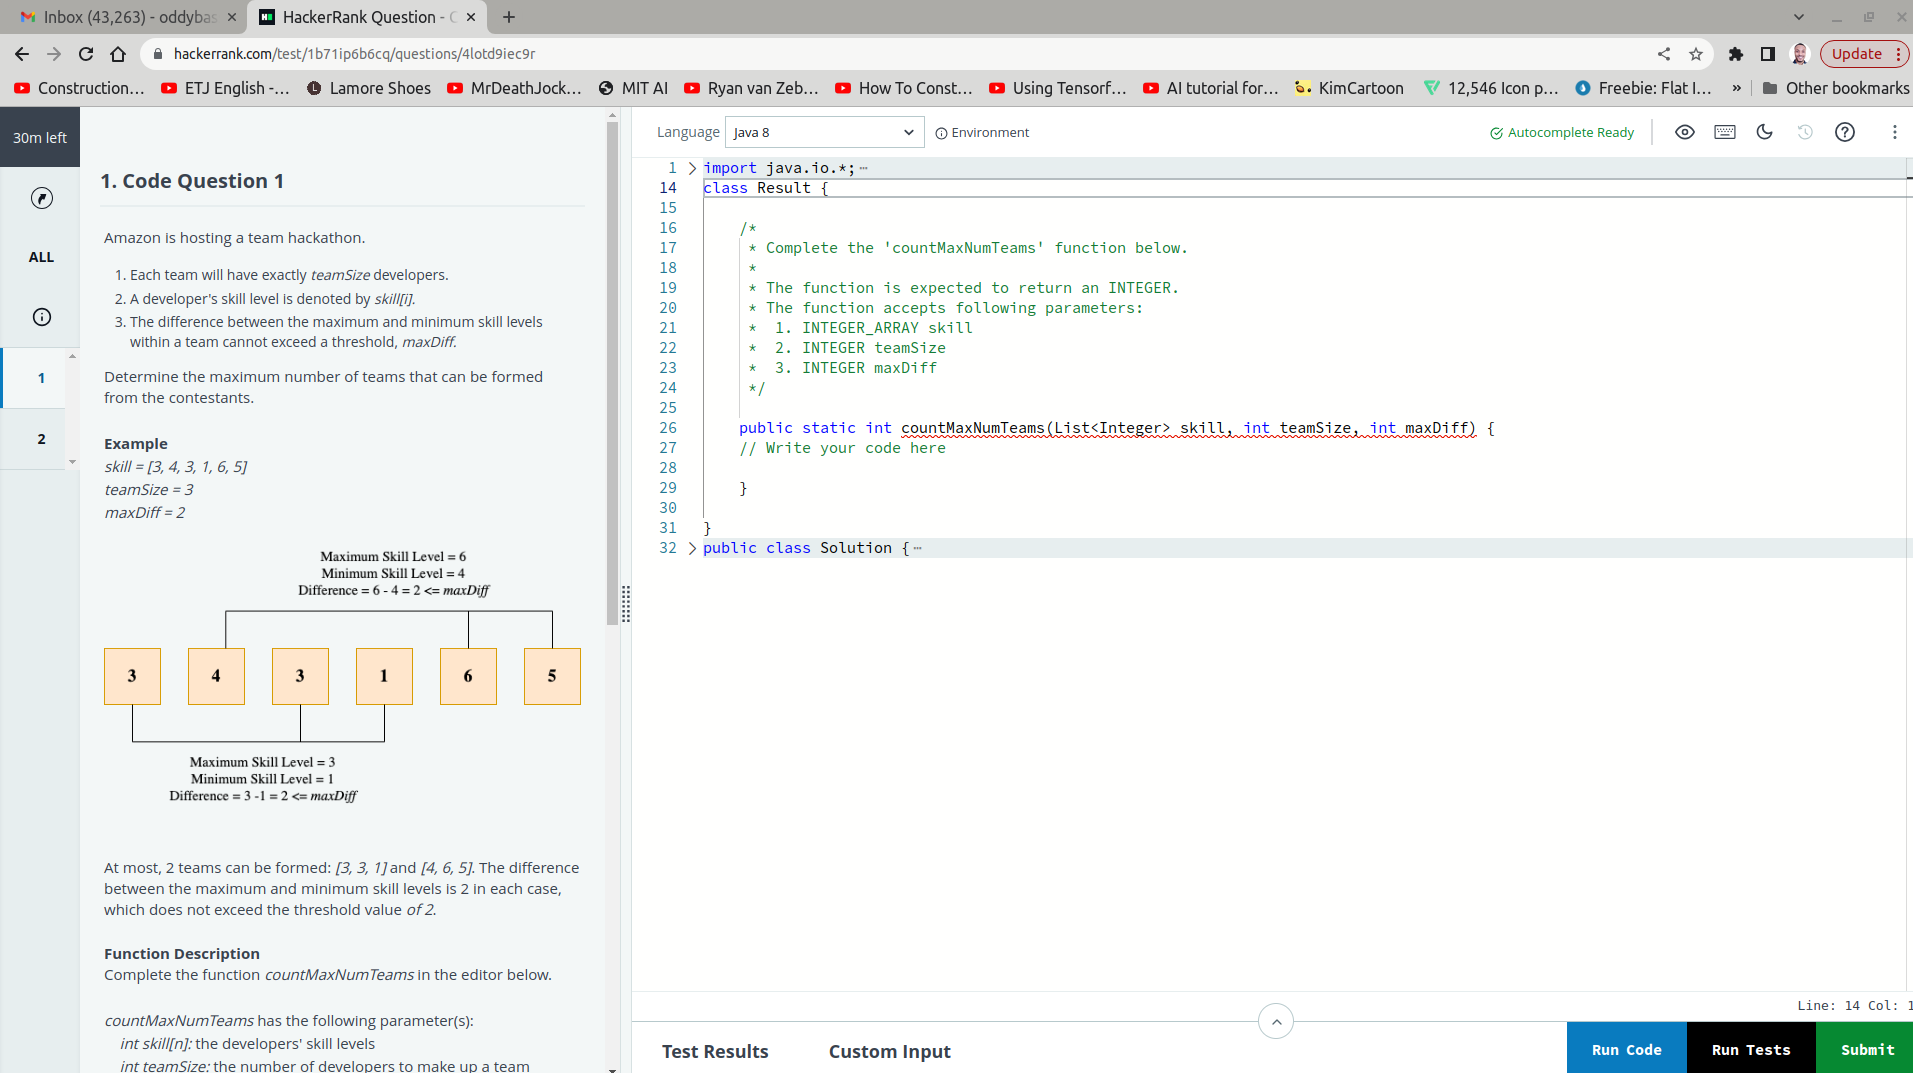 Inbox (43,263) - oddybas
HackerRank Question - C
hackerrank.com/test/1b71ip6b6cq/questions/4lotd9iec9r
Update
Construction...
ETJ English -...
Lamore Shoes
MrDeathJock...
MIT AI
Ryan van Zeb...
How To Const...
Using Tensorf...
AI tutorial for...
KimCartoon
12,546 Icon p...
Freebie: Flat I...
»
Other bookmarks
30m left
ALL
1
2
1. Code Question 1
Amazon is hosting a team hackathon.
1. Each team will have exactly teamSize developers.
2. A developer's skill level is denoted by skill[i].
3. The difference between the maximum and minimum skill levels
within a team cannot exceed a threshold, maxDiff.
Determine the maximum number of teams that can be formed
from the contestants.
Example
skill = [3, 4, 3, 1, 6, 5]
teamSize = 3
maxDiff = 2
Maximum Skill Level = 6
Minimum Skill Level = 4
Difference = 6 - 4 = 2 <= maxDiff
3 4 3 1 6 5
Maximum Skill Level = 3
Minimum Skill Level = 1
Difference = 3 -1 = 2 <= maxDiff
At most, 2 teams can be formed: [3, 3, 1] and [4, 6, 5]. The difference
between the maximum and minimum skill levels is 2 in each case,
which does not exceed the threshold value of 2.
Function Description
Complete the function countMaxNumTeams in the editor below.
countMaxNumTeams has the following parameter(s):
int skill[n]: the developers' skill levels
int teamSize: the number of developers to make up a team
Language
Java 8
Environment
Autocomplete Ready
1 import java.io.*;
14 class Result {
15
16 /*
17 * Complete the 'countMaxNumTeams' function below.
18 *
19 * The function is expected to return an INTEGER.
20 * The function accepts following parameters:
21 *  1. INTEGER_ARRAY skill
22 *  2. INTEGER teamSize
23 *  3. INTEGER maxDiff
24 */
25
26 public static int countMaxNumTeams(List<Integer> skill, int teamSize, int maxDiff) {
27 // Write your code here
28
29 }
30
31 }
32 public class Solution {
Line: 14 Col: 1
Test Results
Custom Input
Run Code
Run Tests
Submit